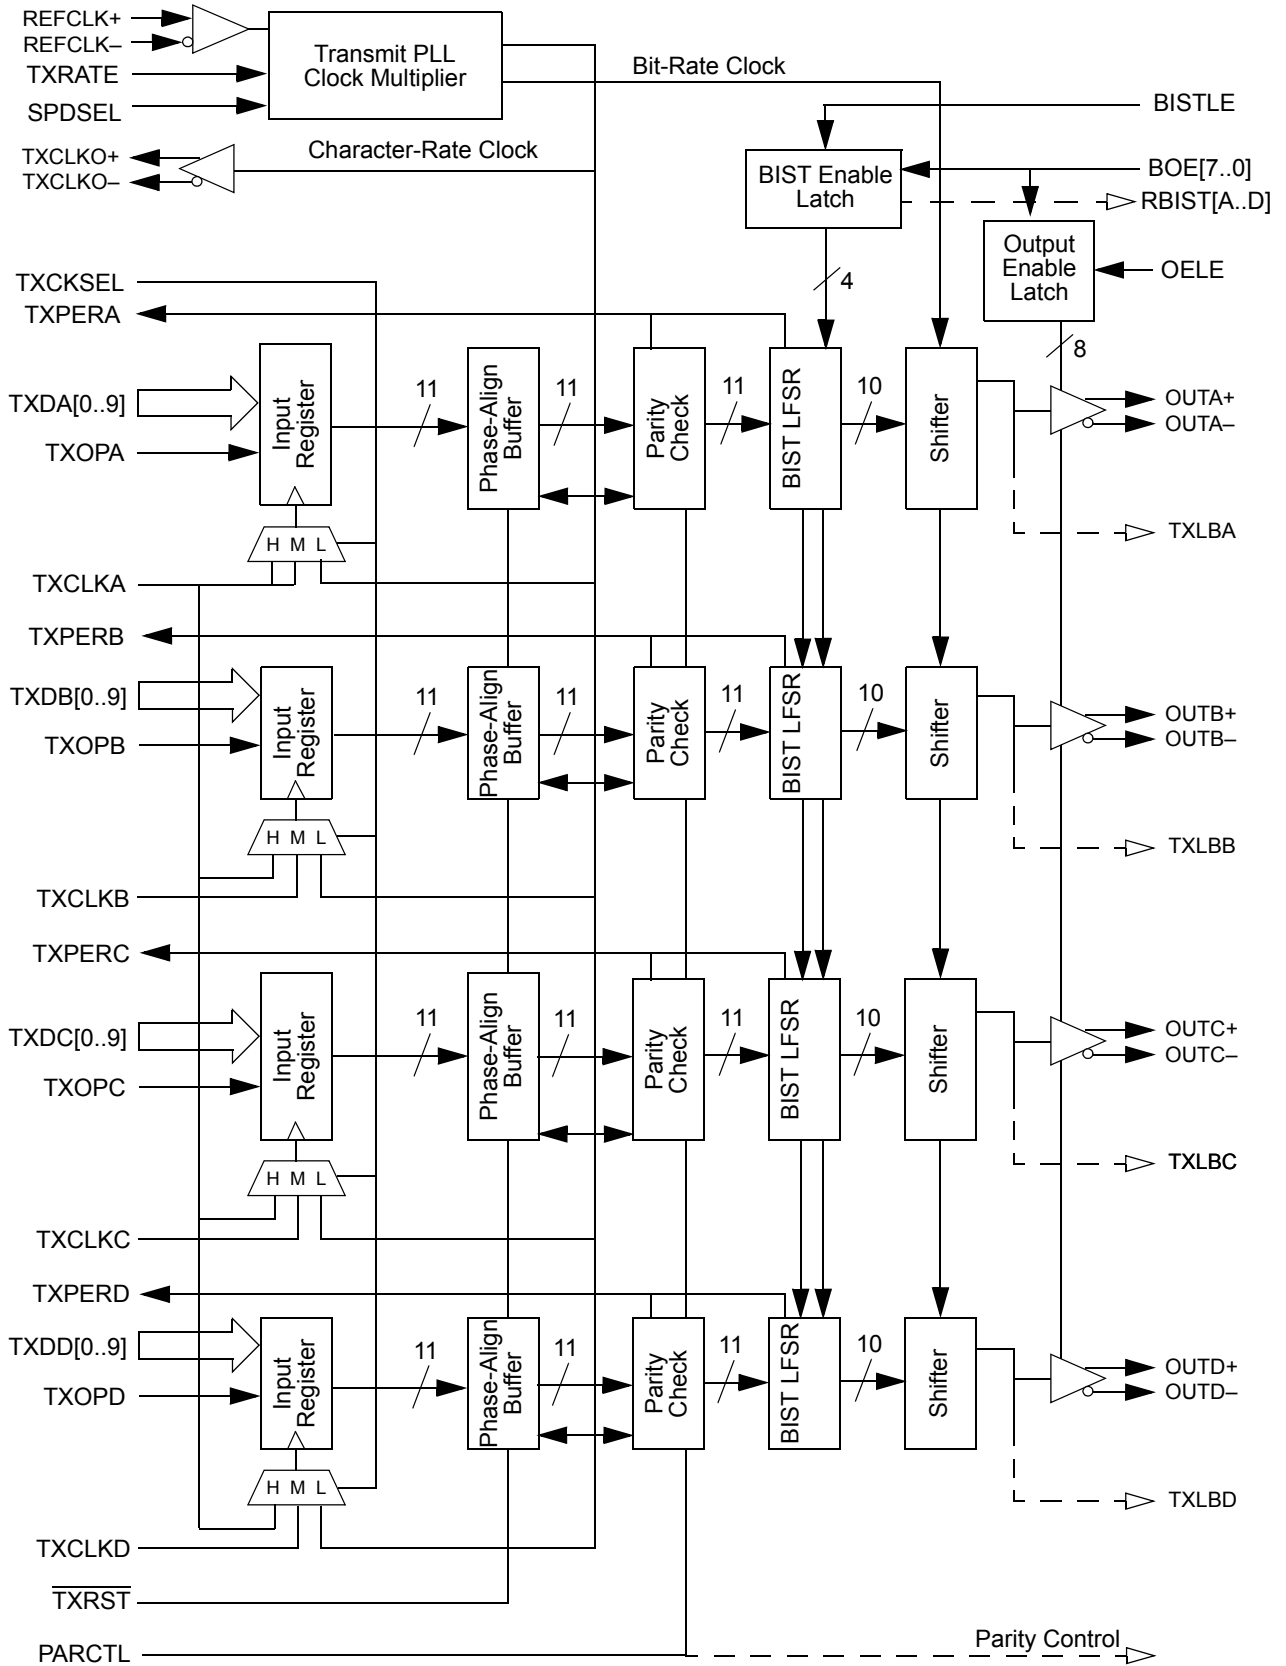 REFCLK+
REFCLK–
TXRATE
SPDSEL
Transmit PLL
Clock Multiplier
Bit-Rate Clock
BISTLE
TXCLKO+
TXCLKO–
Character-Rate Clock
BIST Enable
Latch
BOE[7..0]
RBIST[A..D]
Output
Enable
Latch
OELE
TXCKSEL
4
TXPERA
8
TXDA[0..9]
TXOPA
Input
Register
11
Phase-Align
Buffer
11
Parity
Check
11
BIST LFSR
10
Shifter
OUTA+
OUTA–
H M L
TXLBA
TXCLKA
TXPERB
TXDB[0..9]
TXOPB
Input
Register
11
Phase-Align
Buffer
11
Parity
Check
11
BIST LFSR
10
Shifter
OUTB+
OUTB–
H M L
TXLBB
TXCLKB
TXPERC
TXDC[0..9]
TXOPC
Input
Register
11
Phase-Align
Buffer
11
Parity
Check
11
BIST LFSR
10
Shifter
OUTC+
OUTC–
H M L
TXLBC
TXCLKC
TXPERD
TXDD[0..9]
TXOPD
Input
Register
11
Phase-Align
Buffer
11
Parity
Check
11
BIST LFSR
10
Shifter
OUTD+
OUTD–
H M L
TXLBD
TXCLKD
TXRST
PARCTL
Parity Control